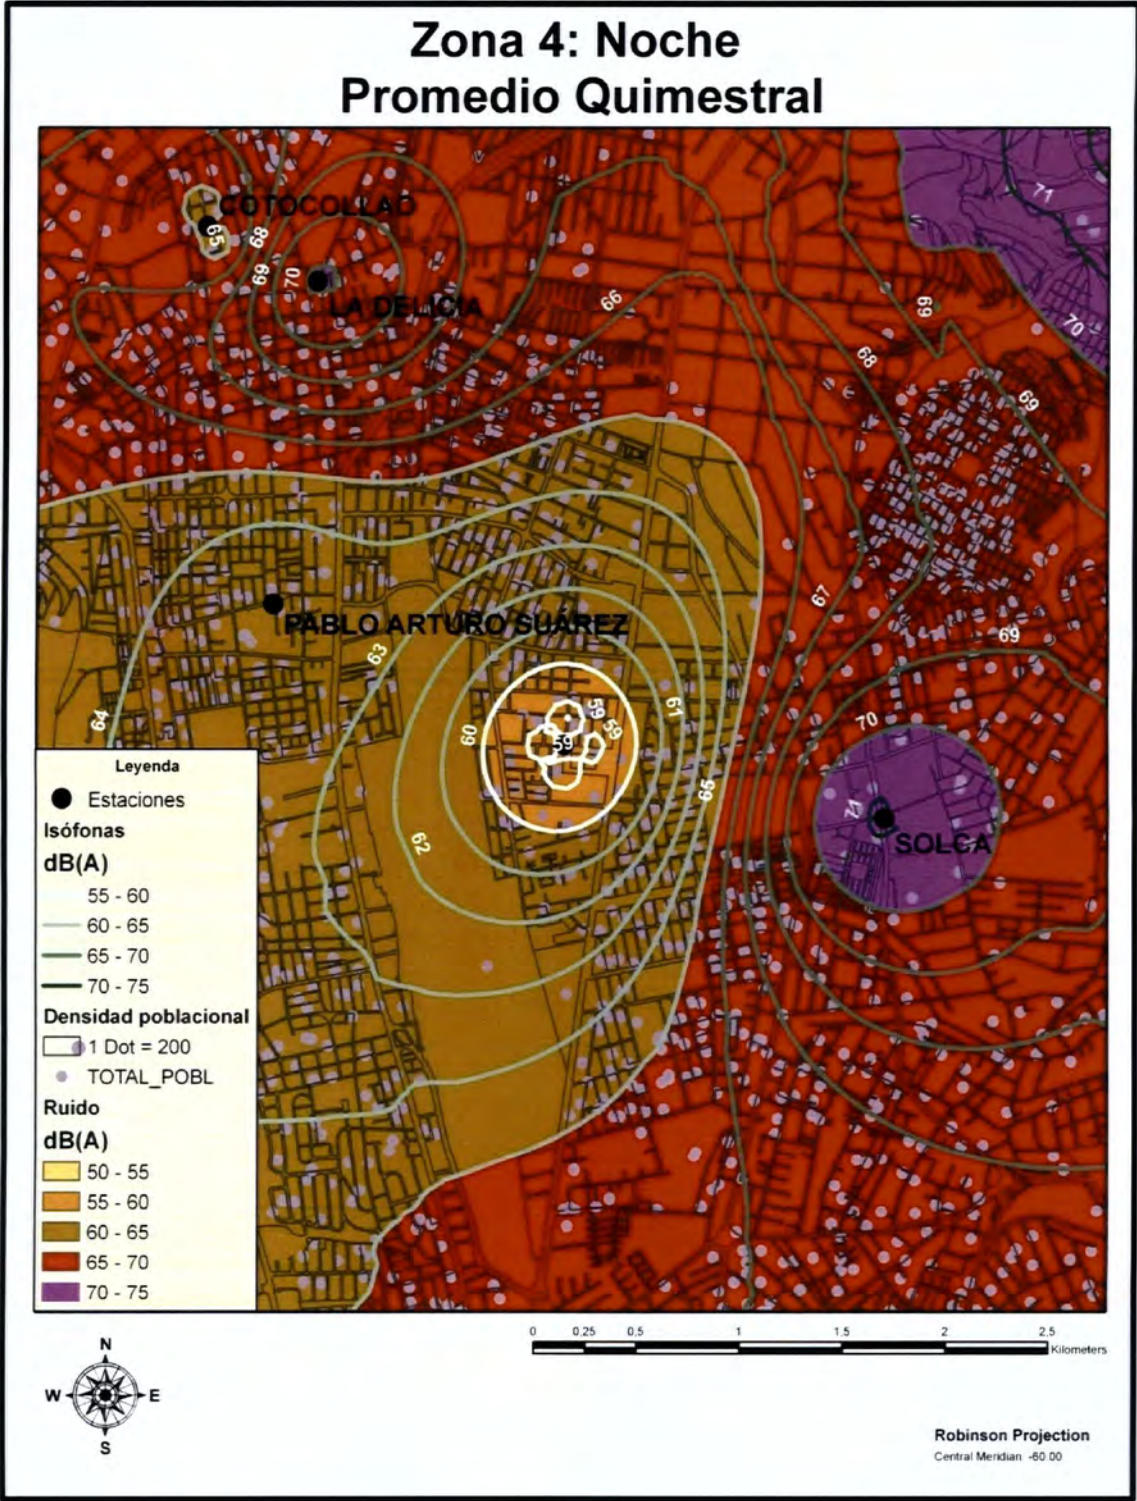 Zona 4: Noche
Promedio Quimestral
71
COTOCOLLAO
65
68
69
70
LA DELICIA
66
69
70
68
69
67
PABLO ARTURO SUÁREZ
63
69
64
60
59
59
59
61
70
65
71
SOLCA
62
Leyenda
Estaciones
Isófonas
dB(A)
55 - 60
60 - 65
65 - 70
70 - 75
Densidad poblacional
1 Dot = 200
TOTAL_POBL
Ruido
dB(A)
50 - 55
55 - 60
60 - 65
65 - 70
70 - 75
N
W E
S
0 0.25 0.5 1 1.5 2 2.5
Kilometers
Robinson Projection
Central Meridian -60.00